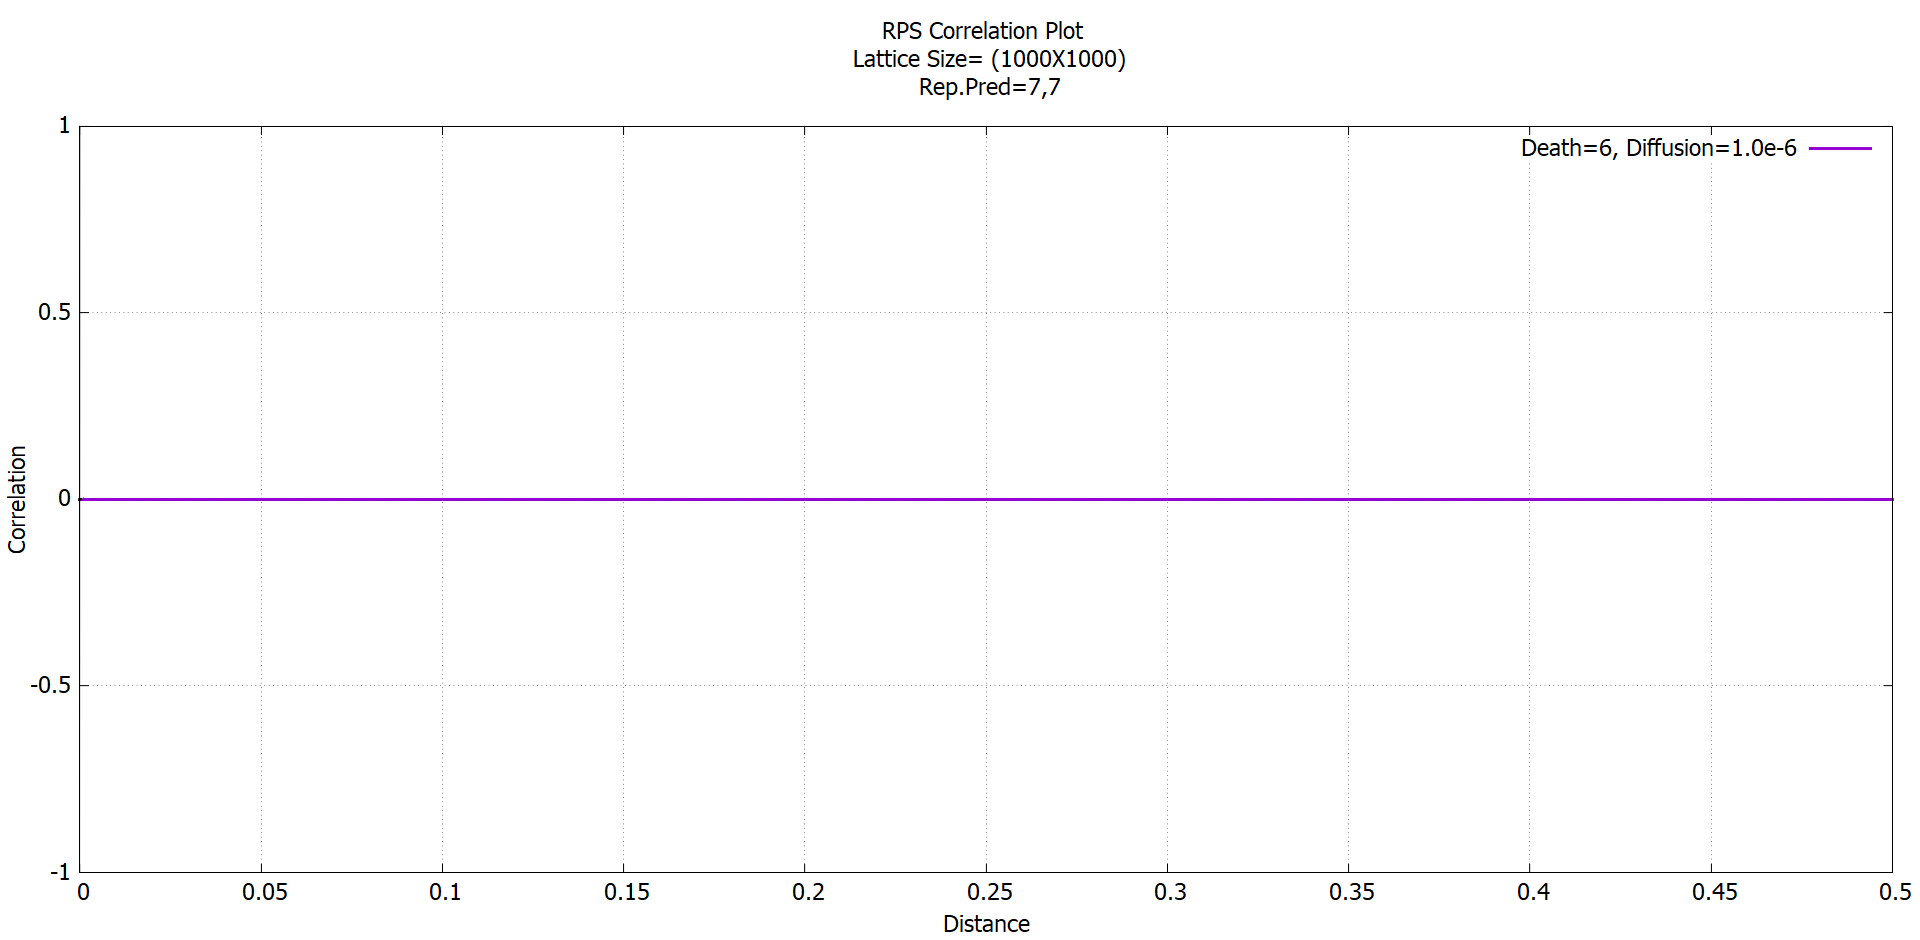 RPS Correlation Plot
Lattice Size= (1000X1000)
Rep.Pred=7,7
Death=6, Diffusion=1.0e-6
1
0.5
0
-0.5
-1
Correlation
0 0.05 0.1 0.15 0.2 0.25 0.3 0.35 0.4 0.45 0.5
Distance